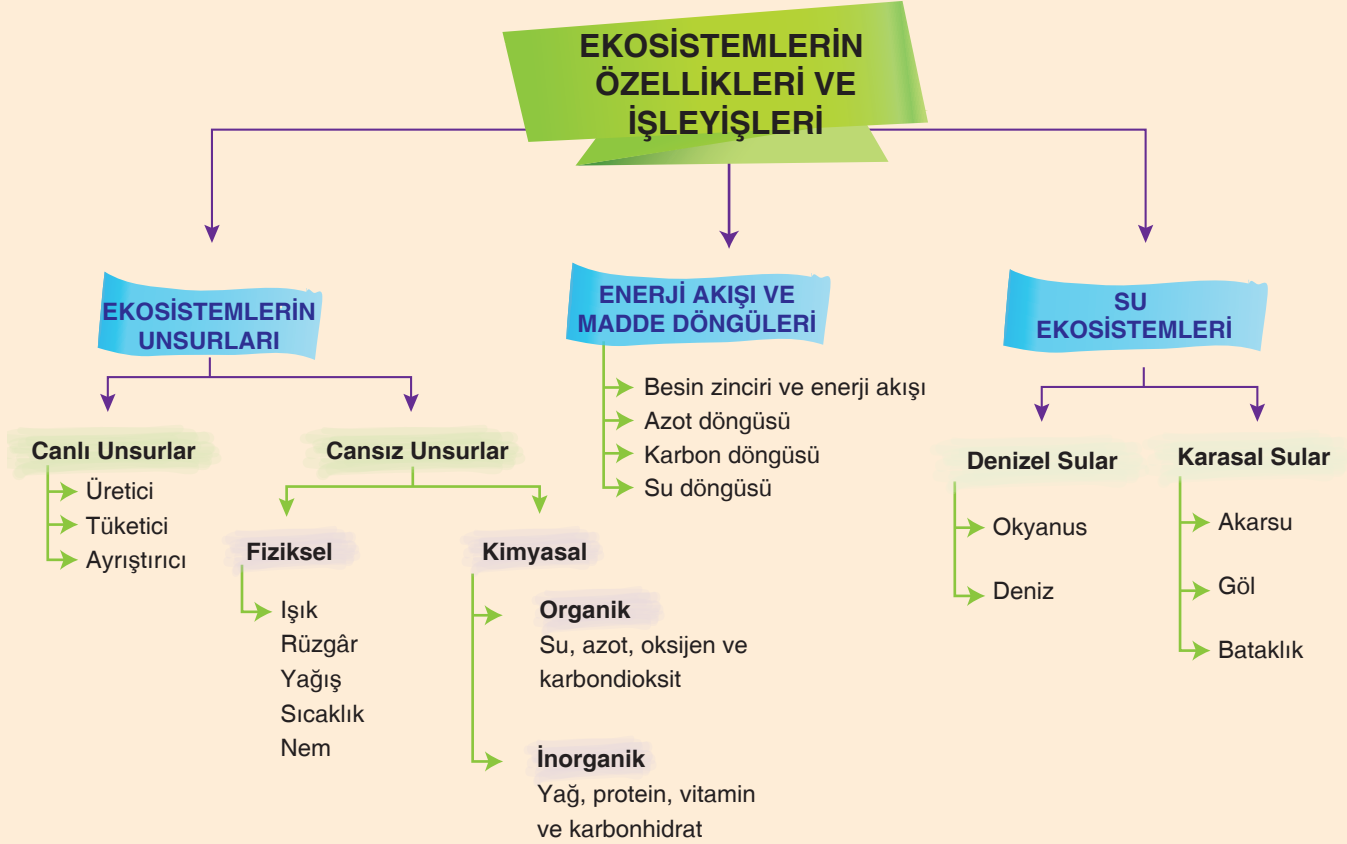 EKOSİSTEMLERİN
ÖZELLİKLERİ VE
İŞLEYİŞLERİ
EKOSİSTEMLERİN
UNSURLARI
Canlı Unsurlar
Üretici
Tüketici
Ayrıştırıcı
Cansız Unsurlar
Fiziksel
Işık
Rüzgâr
Yağış
Sıcaklık
Nem
Kimyasal
Organik
Su, azot, oksijen ve
karbondioksit
İnorganik
Yağ, protein, vitamin
ve karbonhidrat
ENERJİ AKIŞI VE
MADDE DÖNGÜLERİ
Besin zinciri ve enerji akışı
Azot döngüsü
Karbon döngüsü
Su döngüsü
SU
EKOSİSTEMLERİ
Denizel Sular
Okyanus
Deniz
Karasal Sular
Akarsu
Göl
Bataklık